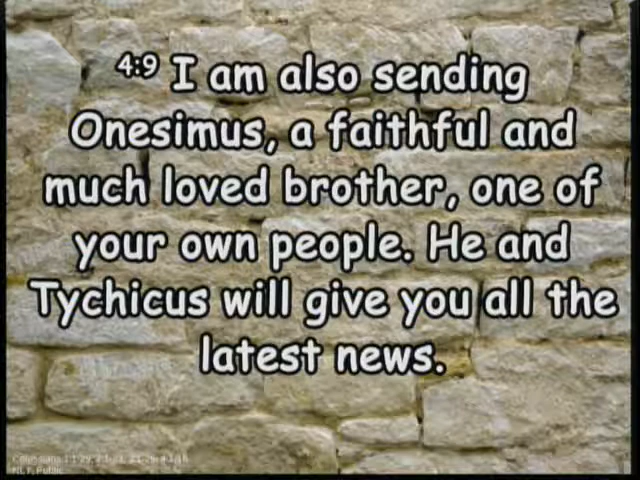 4:9 I am also sending
Onesimus, a faithful and
much loved brother, one of
your own people. He and
Tychicus will give you all the
latest news.
Colossians